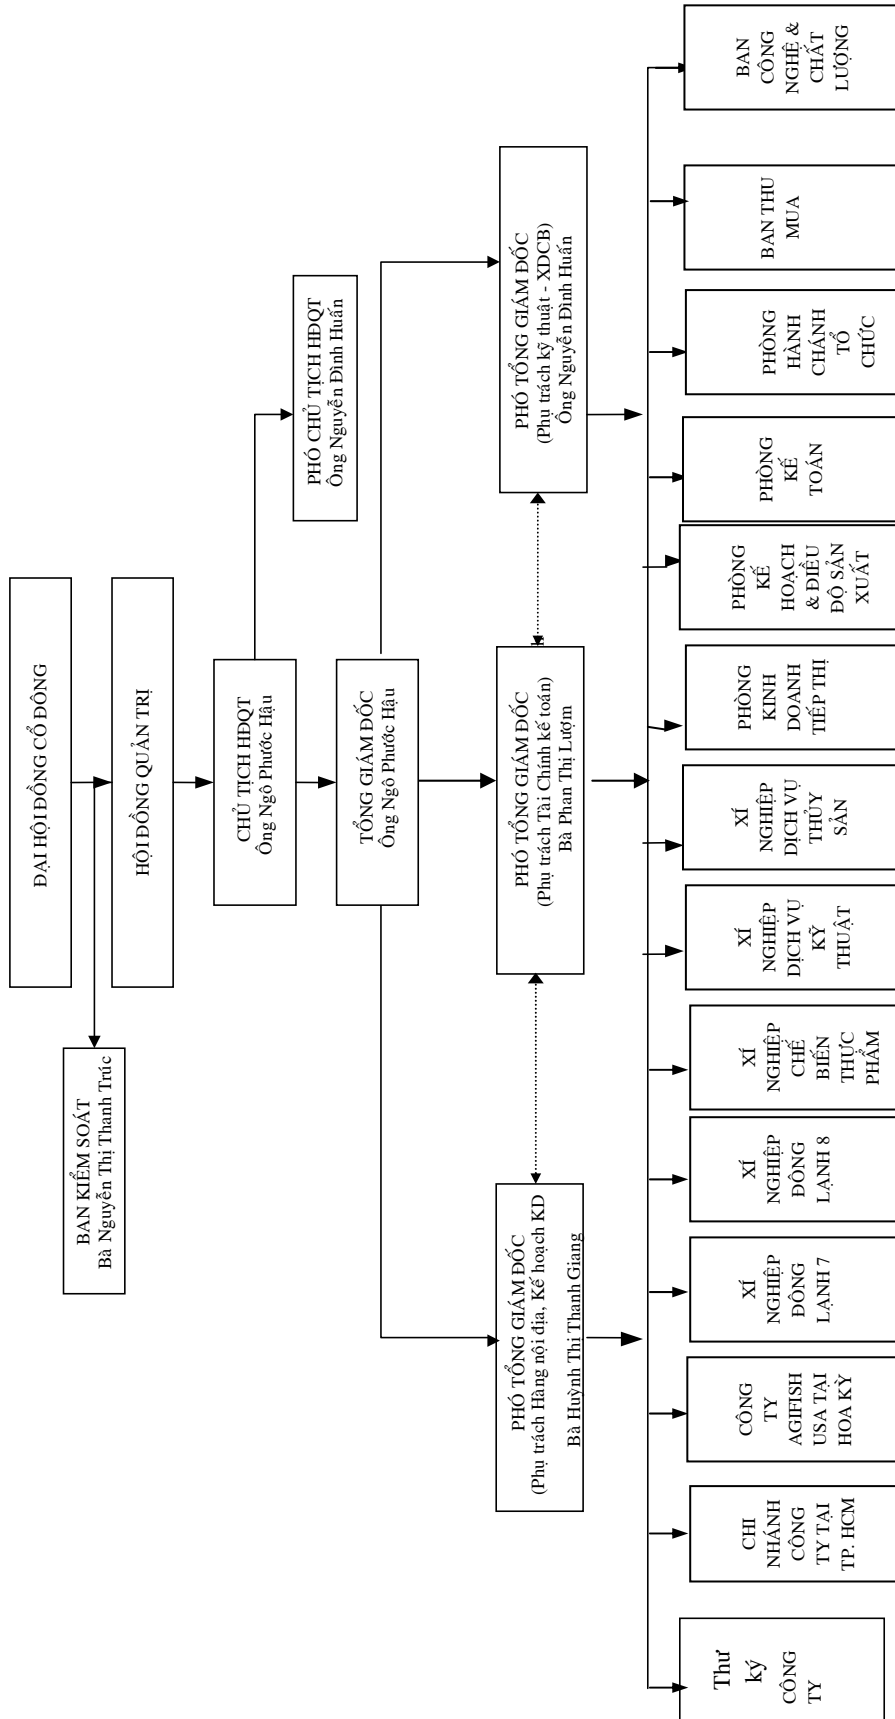 ĐẠI HỘI ĐỒNG CỔ ĐÔNG
BAN KIỂM SOÁT
Bà Nguyễn Thị Thanh Trúc
HỘI ĐỒNG QUẢN TRỊ
CHỦ TỊCH HĐQT
Ông Ngô Phước Hậu
PHÓ CHỦ TỊCH HĐQT
Ông Nguyễn Đình Huấn
TỔNG GIÁM ĐỐC
Ông Ngô Phước Hậu
PHÓ TỔNG GIÁM ĐỐC
(Phụ trách Hàng nội địa, Kế hoạch KD
Bà Huỳnh Thị Thanh Giang
PHÓ TỔNG GIÁM ĐỐC
(Phụ trách Tài Chính kế toán)
Bà Phan Thị Lượm
PHÓ TỔNG GIÁM ĐỐC
(Phụ trách kỹ thuật - XDCB)
Ông Nguyễn Đình Huấn
Thư
ký
CÔNG
TY
CHI
NHÁNH
CÔNG
TY TẠI
TP. HCM
CÔNG
TY
AGIFISH
USA TẠI
HOA KỲ
XÍ
NGHIỆP
ĐÔNG
LẠNH 7
XÍ
NGHIỆP
ĐÔNG
LẠNH 8
XÍ
NGHIỆP
CHẾ
BIẾN
THỰC
PHẨM
XÍ
NGHIỆP
DỊCH VỤ
KỸ
THUẬT
XÍ
NGHIỆP
DỊCH VỤ
THỦY
SẢN
PHÒNG
KINH
DOANH
TIẾP THỊ
PHÒNG
KẾ
HOẠCH
& ĐIỀU
ĐỘ SẢN
XUẤT
PHÒNG
KẾ
TOÁN
PHÒNG
HÀNH
CHÁNH
TỔ
CHỨC
BAN THU
MUA
BAN
CÔNG
NGHỆ &
CHẤT
LƯỢNG